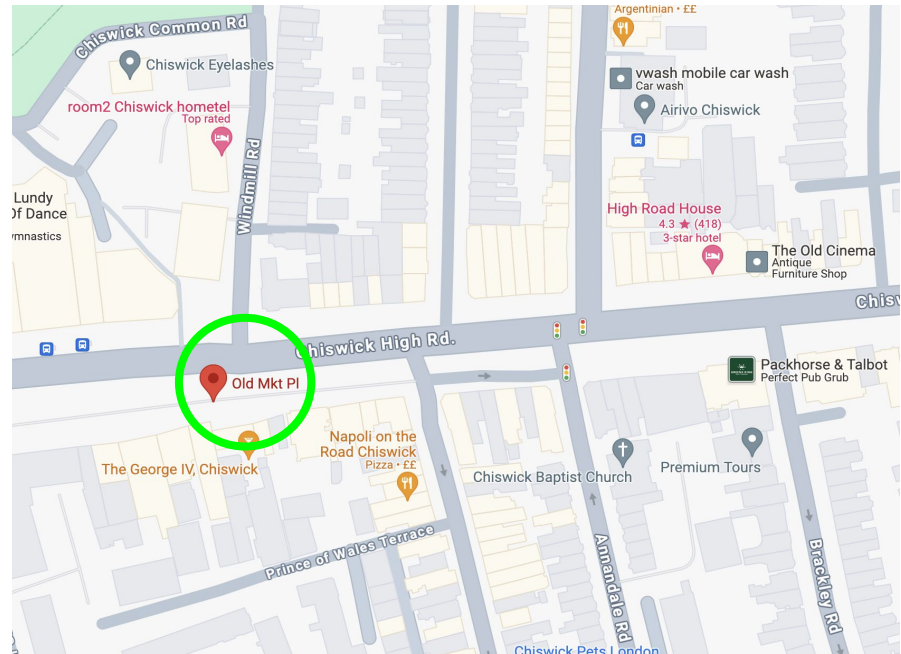 Argentinian • ££
Chiswick Common Rd
Chiswick Eyelashes
vwash mobile car wash
Car wash
room2 Chiswick hometel
Top rated
Airivo Chiswick
Windmill Rd
Lundy
Of Dance
ymnastics
High Road House
4.3 ★ (418)
3-star hotel
The Old Cinema
Antique
Furniture Shop
Chisw
Chiswick High Rd.
Old Mkt Pl
Packhorse & Talbot
Perfect Pub Grub
Napoli on the
Road Chiswick
Pizza • ££
The George IV, Chiswick
Chiswick Baptist Church
Premium Tours
Prince of Wales Terrace
Annandale Rd
Brackley Rd
Chiswick Pets London